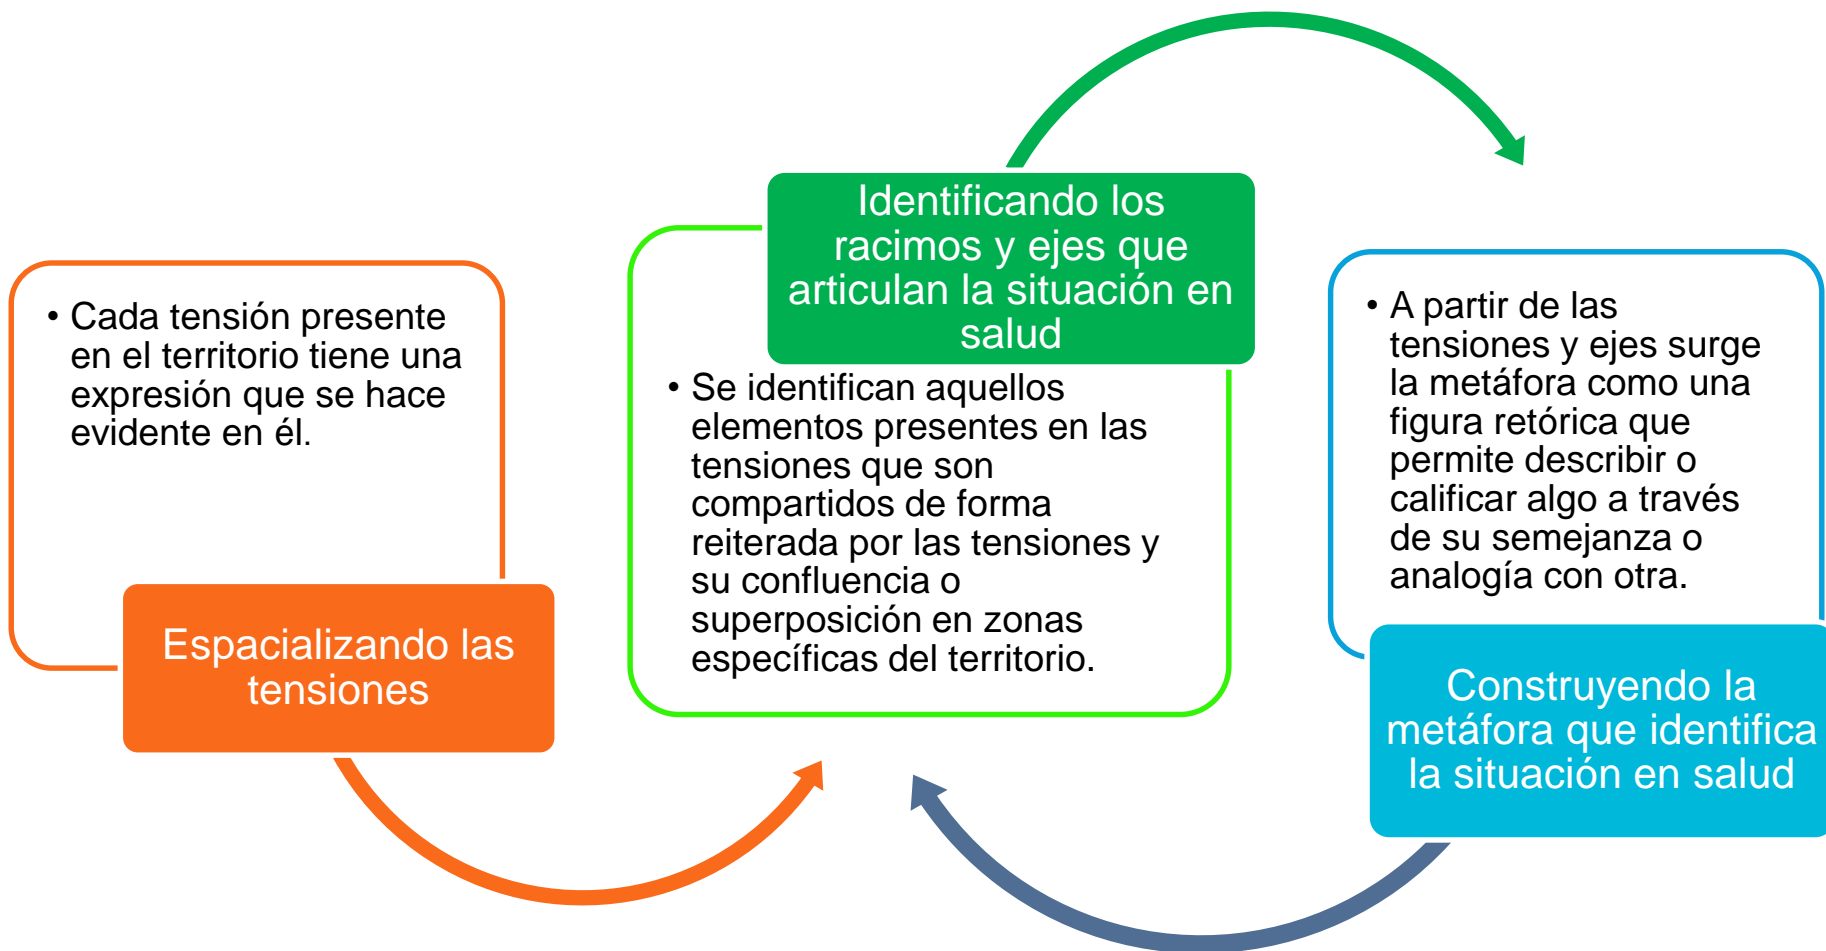 • Cada tensión presente
en el territorio tiene una
expresión que se hace
evidente en él.
Espacializando las
tensiones
Identificando los
racimos y ejes que
articulan la situación en
salud
• Se identifican aquellos
elementos presentes en las
tensiones que son
compartidos de forma
reiterada por las tensiones y
su confluencia o
superposición en zonas
específicas del territorio.
• A partir de las
tensiones y ejes surge
la metáfora como una
figura retórica que
permite describir o
calificar algo a través
de su semejanza o
analogía con otra.
Construyendo la
metáfora que identifica
la situación en salud